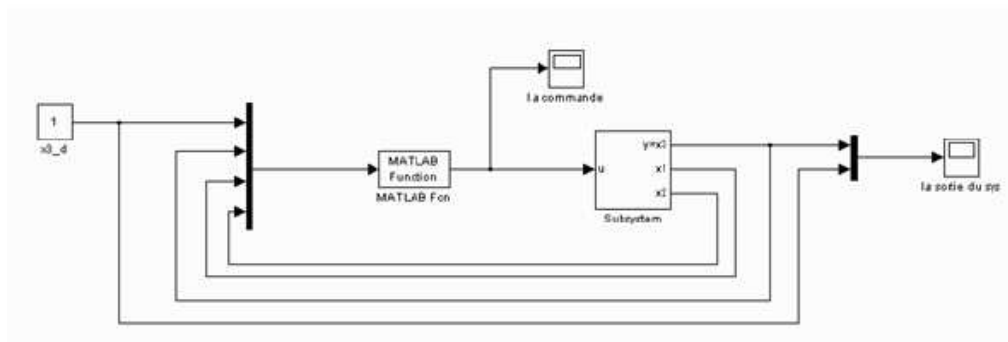 1
x3_d
MATLAB
Function
MATLAB Fcn
la commande
u
y=x3
x1
x2
Subsystem
la sortie du sys